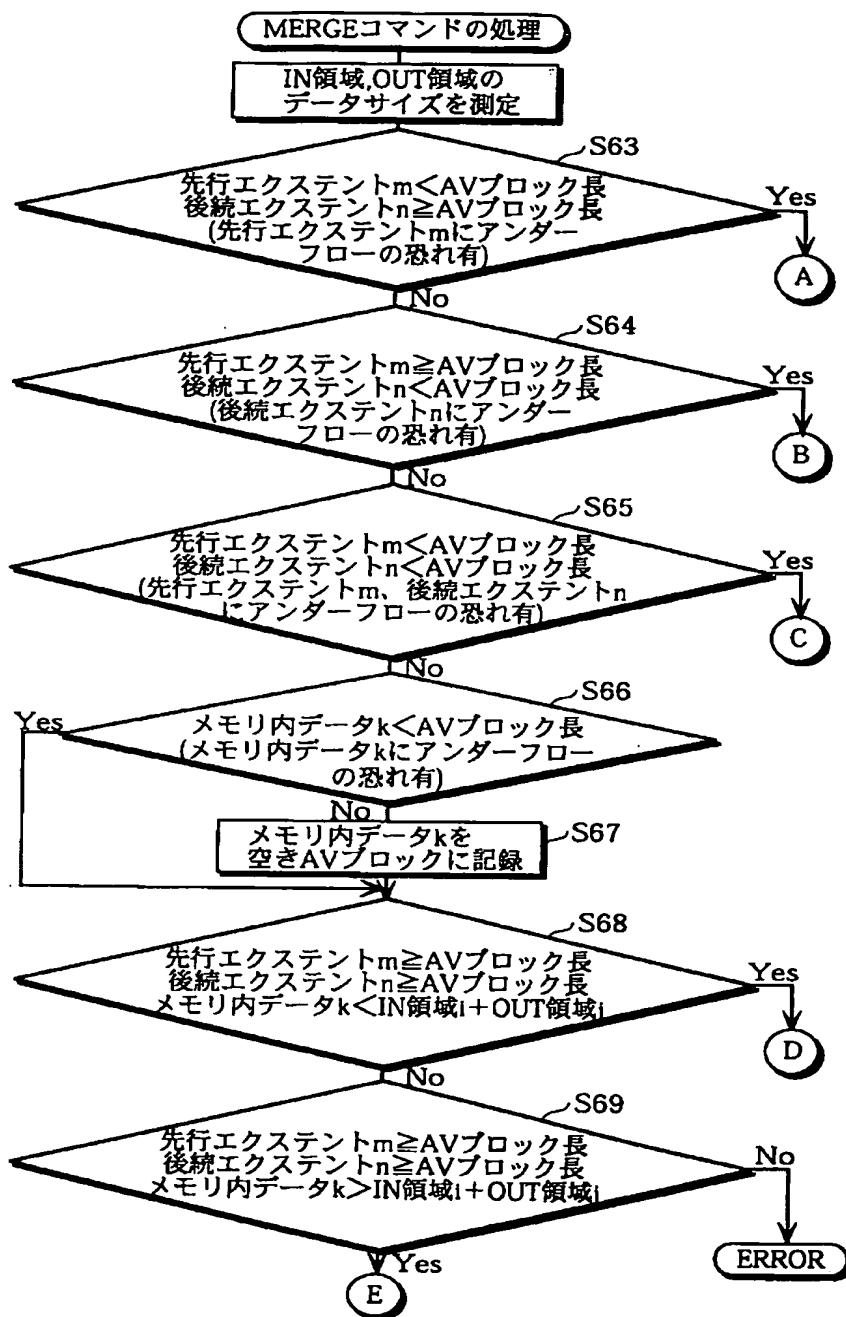 MERGEコマンドの処理
IN領域,OUT領域の
データサイズを測定
S63
先行エクステントm<AVブロック長
後続エクステントn≧AVブロック長
(先行エクステントmにアンダー
フローの恐れ有)
Yes
A
No
S64
先行エクステントm≧AVブロック長
後続エクステントn<AVブロック長
(後続エクステントnにアンダー
フローの恐れ有)
Yes
B
No
S65
先行エクステントm<AVブロック長
後続エクステントn<AVブロック長
(先行エクステントm、後続エクステントn
にアンダーフローの恐れ有)
Yes
C
No
S66
Yes
メモリ内データk<AVブロック長
(メモリ内データkにアンダーフロー
の恐れ有)
No
S67
メモリ内データkを
空きAVブロックに記録
S68
先行エクステントm≧AVブロック長
後続エクステントn≧AVブロック長
メモリ内データk<IN領域i+OUT領域j
Yes
D
No
S69
先行エクステントm≧AVブロック長
後続エクステントn≧AVブロック長
メモリ内データk>IN領域i+OUT領域j
No
ERROR
Yes
E